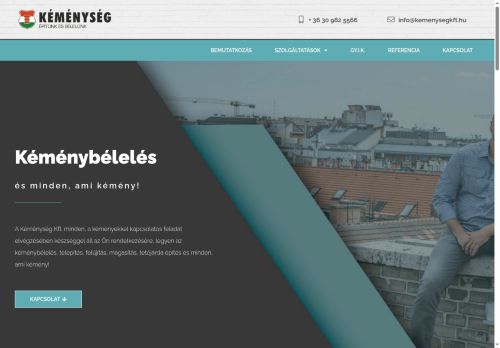 KÉMÉNYSÉG
ÉPÍTÜNK ÉS BÉLELÜNK
+ 36 30 982 5566
info@kemenysegkft.hu
BEMUTATKOZÁS SZOLGÁLTATÁSOK GY.I.K. REFERENCIA KAPCSOLAT
Kéménybélelés
és minden, ami kémény!
A Kéménység Kft. minden, a kéményekkel kapcsolatos feladat
elvégzésében készséggel áll az Ön rendelkezésére, legyen az
kéménybélelés, telepítés, felújítás, magasítás, tetőjárda építés és minden,
ami kémény!
KAPCSOLAT